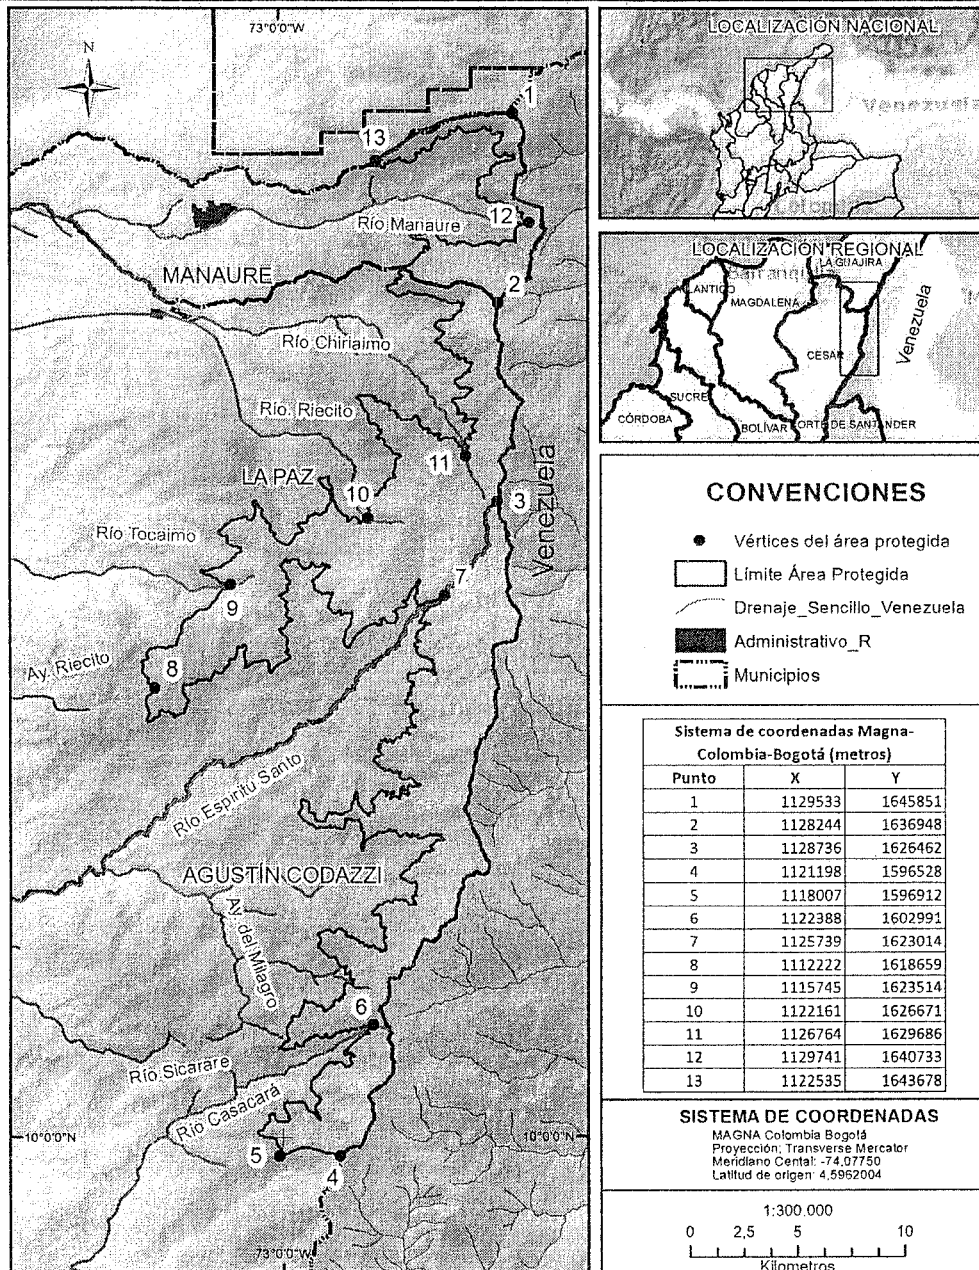 73°0'0"W
N
1
13
12
Río Manaure
MANAURE
2
Río Chiriaimo
Río. Riecito
11
LA PAZ
10
3
Venezuela
Río Tocaimo
7
9
Ay. Riecito
8
Río Espiritu Santo
AGUSTÍN CODAZZI
Ay. del Milagro
6
Río Sicarare
Río Casacará
10°0'0"N
10°0'0"N
5
4
73°0'0"W
LOCALIZACIÓN NACIONAL
Venezuela
Colombia
LOCALIZACIÓN REGIONAL
LA GUAJIRA
LANTICO
MAGDALENA
Venezuela
CESAR
SUCRE
CÓRDOBA
BOLÍVAR
ORTE DE SANTANDER
CONVENCIONES
Vértices del área protegida
Límite Área Protegida
Drenaje_Sencillo_Venezuela
Administrativo_R
Municipios
Sistema de coordenadas Magna-
Colombia-Bogotá (metros)
Punto X Y
1 1129533 1645851
2 1128244 1636948
3 1128736 1626462
4 1121198 1596528
5 1118007 1596912
6 1122388 1602991
7 1125739 1623014
8 1112222 1618659
9 1115745 1623514
10 1122161 1626671
11 1126764 1629686
12 1129741 1640733
13 1122535 1643678
SISTEMA DE COORDENADAS
MAGNA Colombia Bogotá
Proyección: Transverse Mercator
Meridiano Cental: -74,07750
Latitud de origen: 4,5962004
1:300.000
0 2,5 5 10
Kilometros